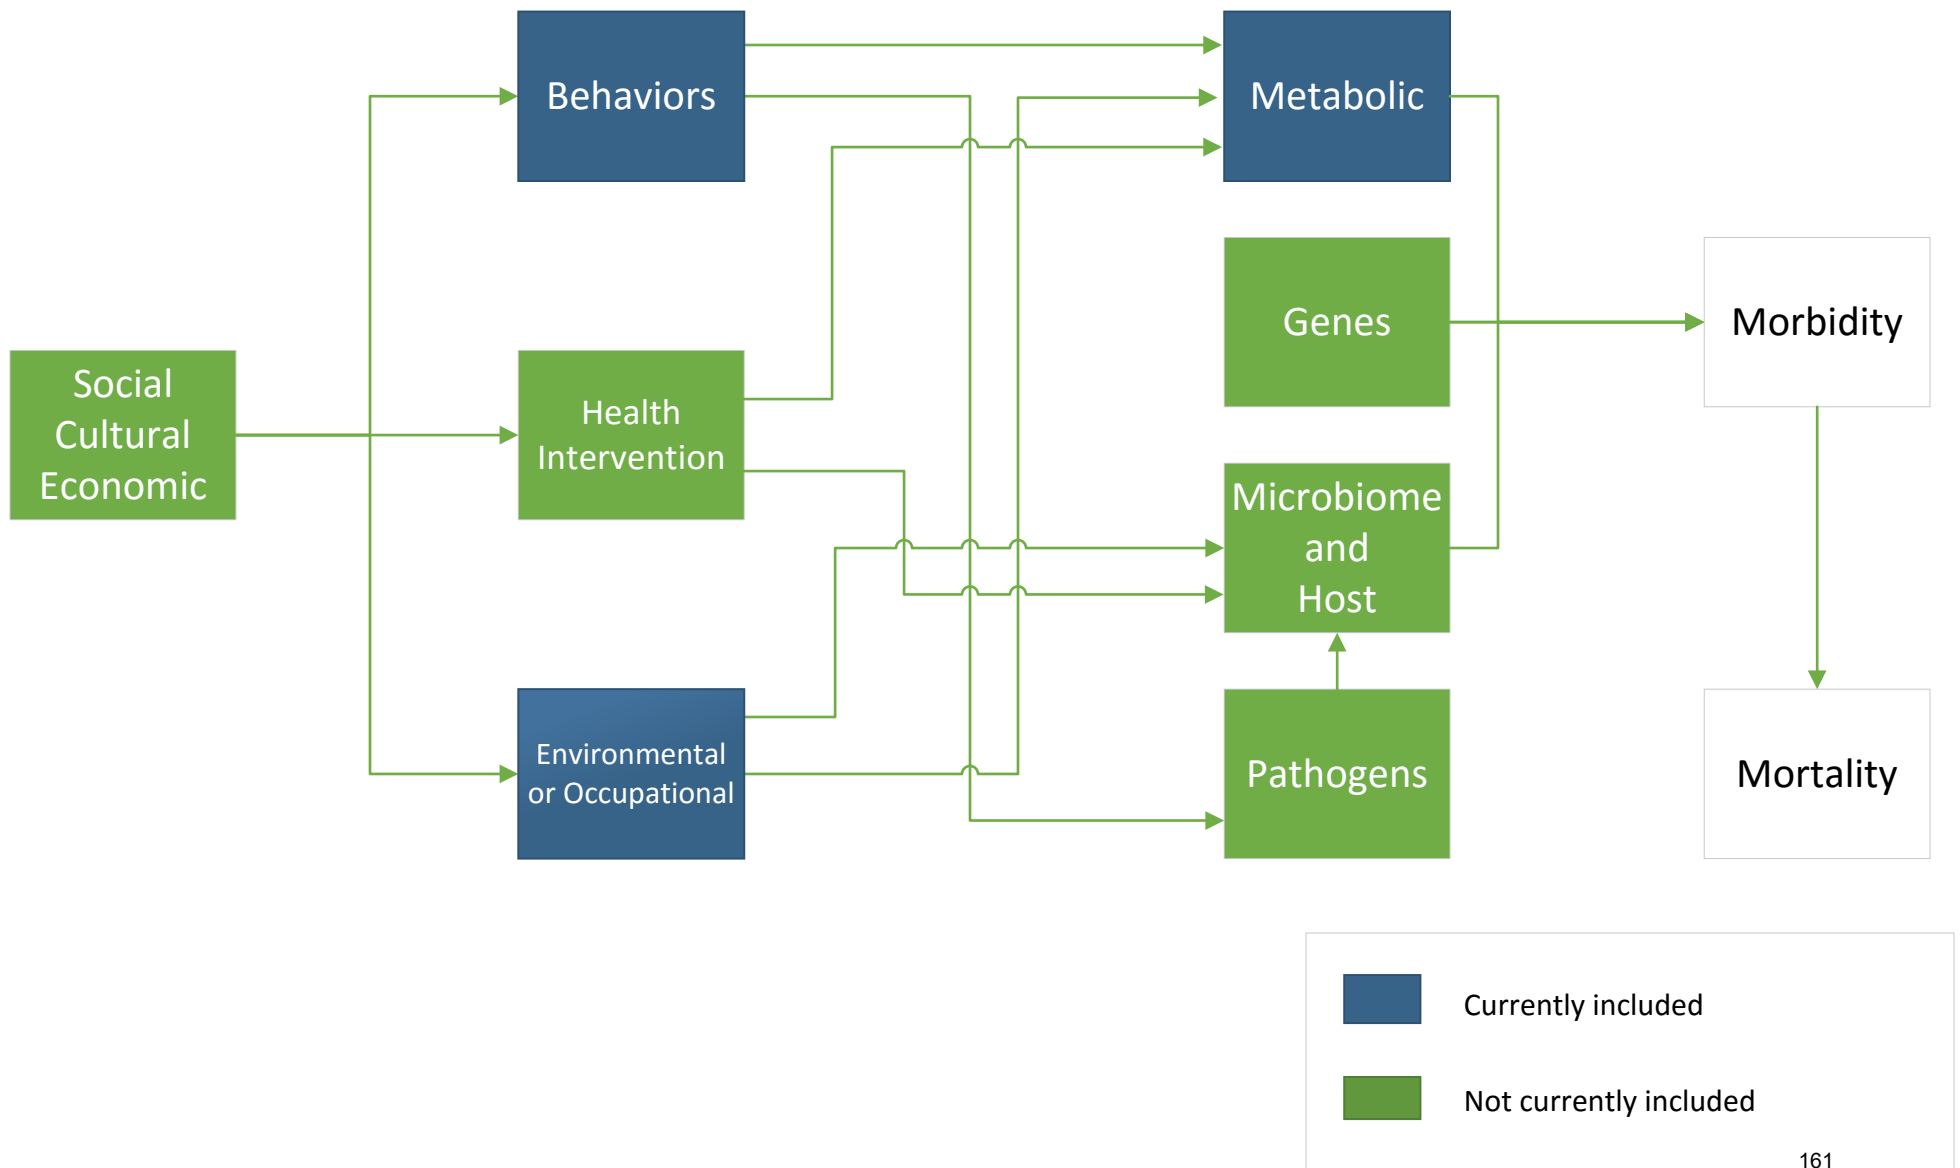 Behaviors
Metabolic
Genes
Morbidity
Social
Cultural
Economic
Health
Intervention
Microbiome
and
Host
Environmental
or Occupational
Pathogens
Mortality
Currently included
Not currently included
161